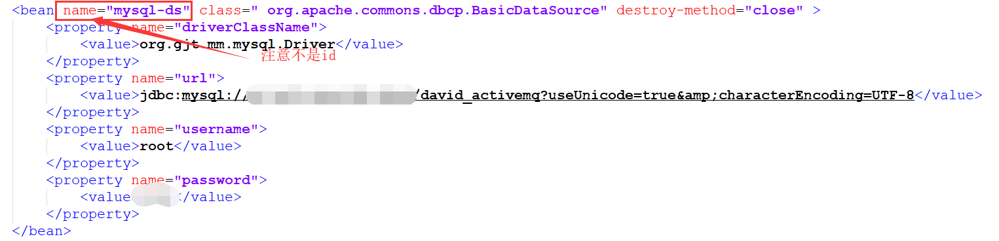 <bean name="mysql-ds" class=" org.apache.commons.dbcp.BasicDataSource" destroy-method="close" >
<property name="driverClassName">
<value>org.gjt.mm.mysql.Driver</value>
注意不是id
</property>
<property name="url">
<value>jdbc:mysql:///david_activemq?useUnicode=true&amp;characterEncoding=UTF-8</value>
</property>
<property name="username">
<value>root</value>
</property>
<property name="password">
<value</value>
</property>
</bean>